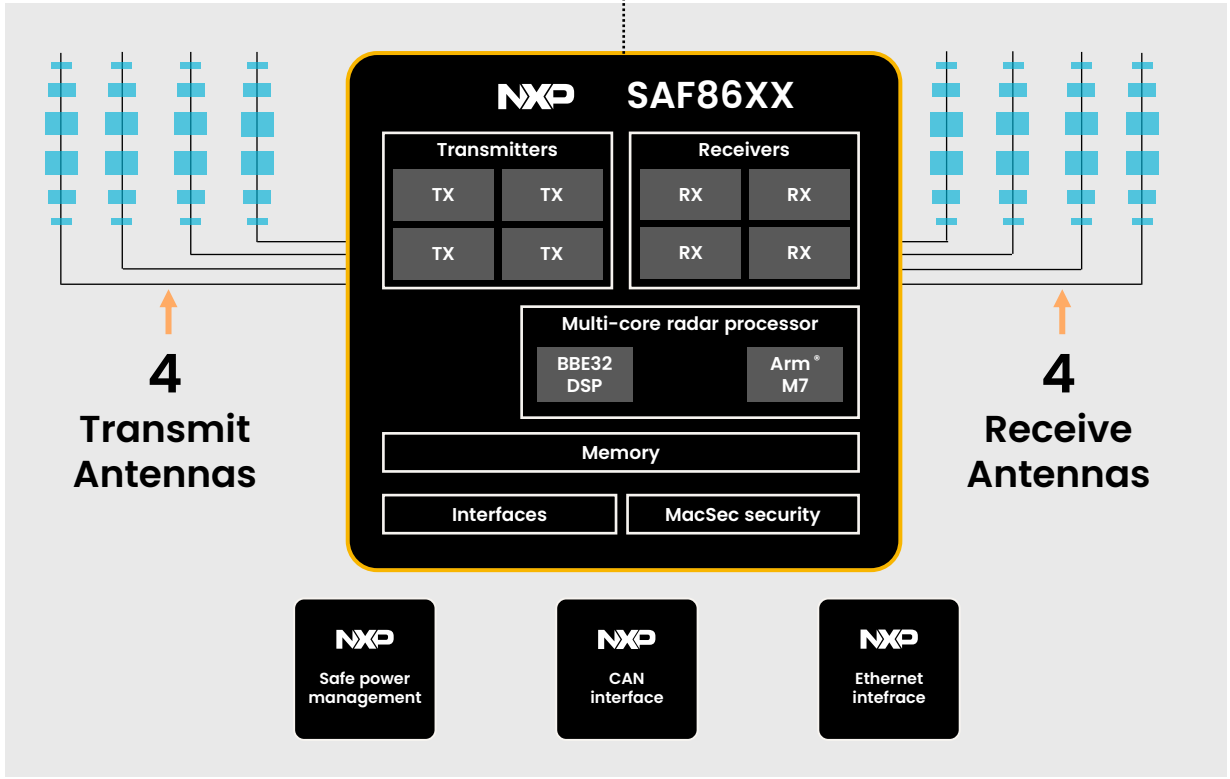 NXP SAF86XX
Transmitters
Receivers
TX TX
TX TX
RX RX
RX RX
Multi-core radar processor
BBE32
DSP
Arm®
M7
4
Transmit
Antennas
4
Receive
Antennas
Memory
Interfaces
MacSec security
NXP
Safe power
management
NXP
CAN
interface
NXP
Ethernet
intefrace